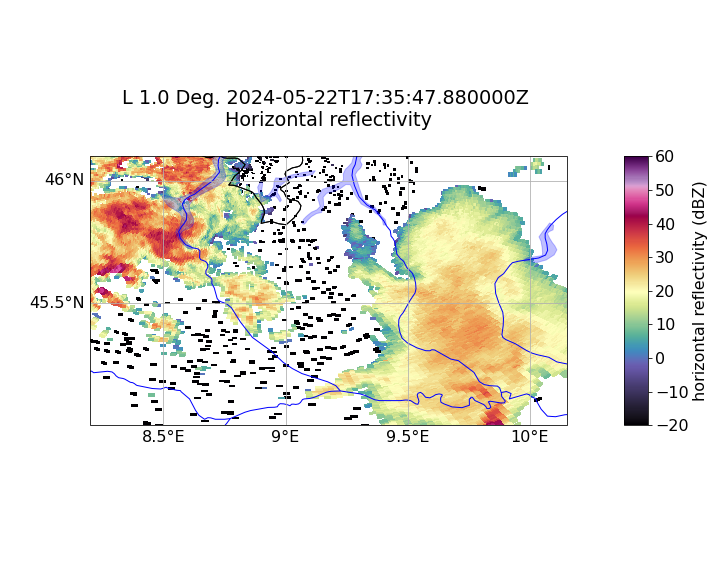 L 1.0 Deg. 2024-05-22T17:35:47.880000Z
Horizontal reflectivity
46°N
45.5°N
8.5°E 9°E 9.5°E 10°E
60
50
40
30
20
10
0
−10
−20
horizontal reflectivity (dBZ)